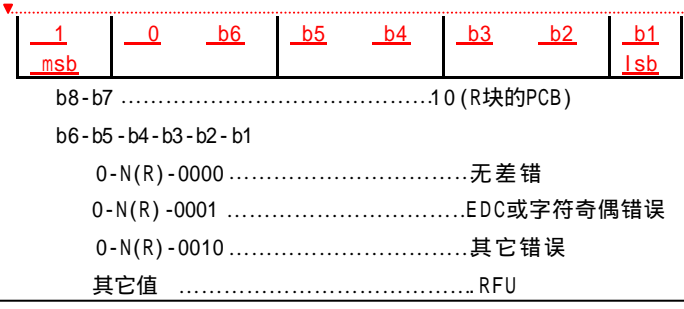 1 0 b6 b5 b4 b3 b2 b1
msb lsb
b8-b7 ……………………………………10(R块的PCB)
b6-b5-b4-b3-b2-b1
0-N(R)-0000……………………………无差错
0-N(R)-0001 ……………………………EDC或字符奇偶错误
0-N(R)-0010……………………………其它错误
其它值 …………………………………RFU